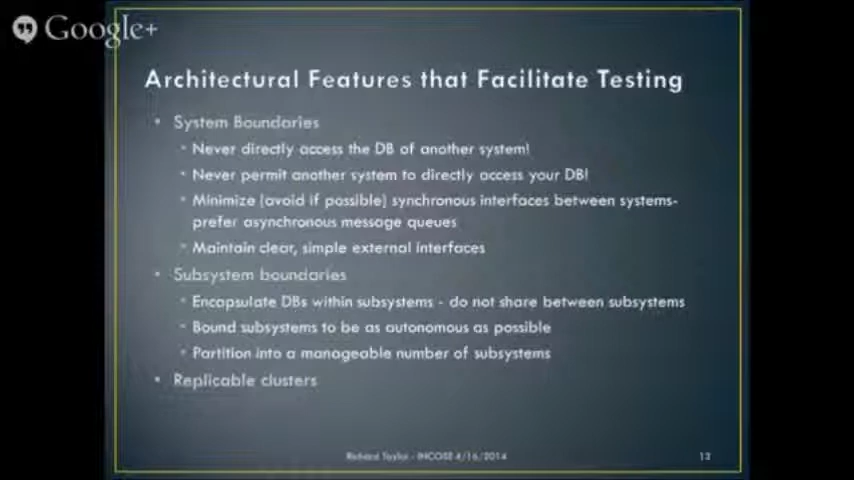 Google+
Architectural Features that Facilitate Testing
• System Boundaries
• Never directly access the DB of another system!
• Never permit another system to directly access your DB!
• Minimize (avoid if possible) synchronous interfaces between systems-
prefer asynchronous message queues
• Maintain clear, simple external interfaces
• Subsystem boundaries
• Encapsulate DBs within subsystems - do not share between subsystems
• Bound subsystems to be as autonomous as possible
• Partition into a manageable number of subsystems
• Replicable clusters
Richard Taylor - INCOSE 4/16/2014
13